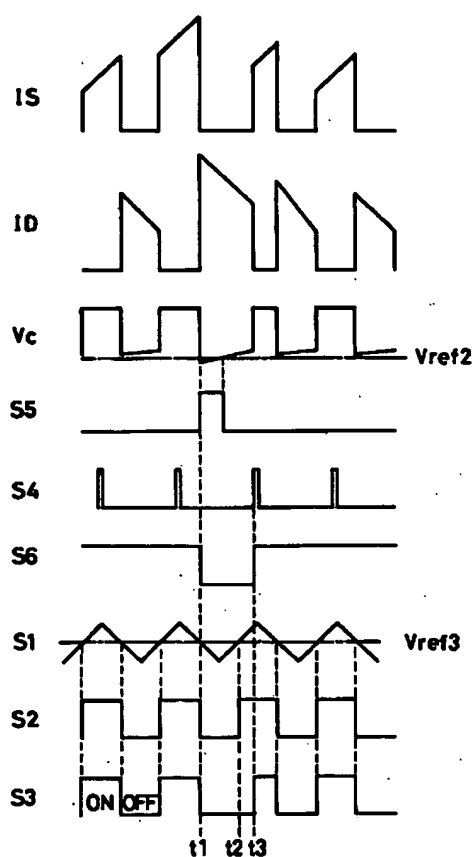 IS
ID
Vc
Vref2
S5
S4
S6
S1
Vref3
S2
S3
ON OFF
t1 t2 t3